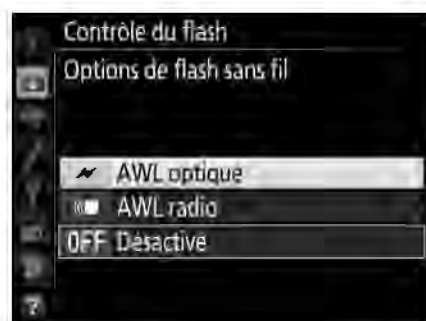 Contrôle du flash
Options de flash sans fil
AWL optique
AWL radio
OFF Désactivé
?